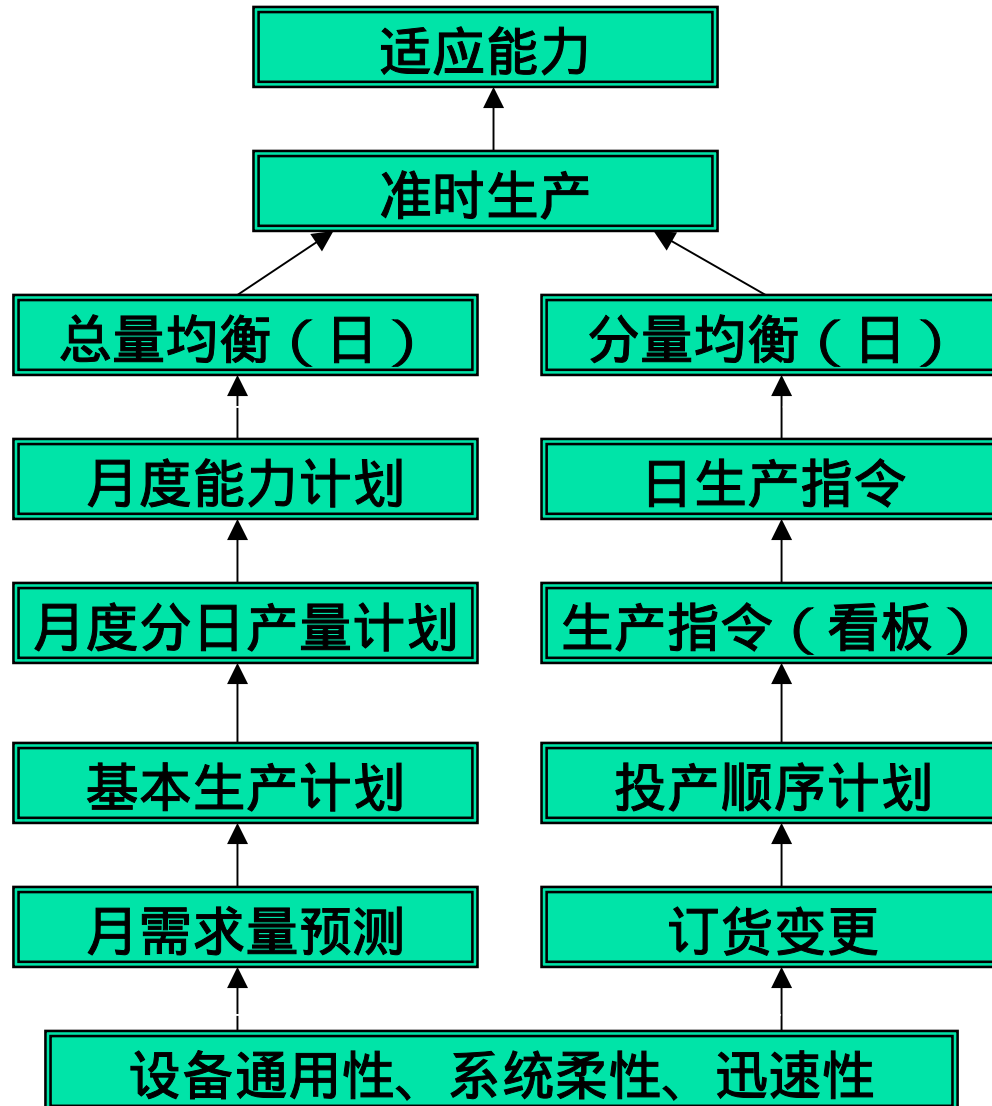 适应能力
准时生产
总量均衡（日）
分量均衡（日）
月度能力计划
日生产指令
月度分日产量计划
生产指令（看板）
基本生产计划
投产顺序计划
月需求量预测
订货变更
设备通用性、系统柔性、迅速性